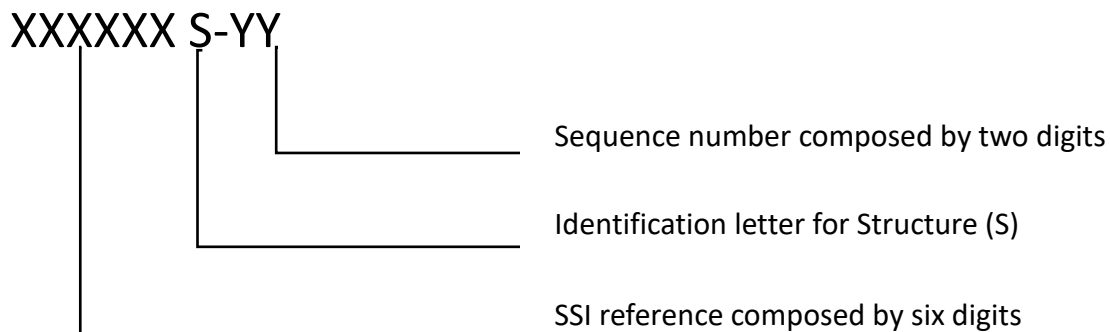 XXXXXX S-YY
Sequence number composed by two digits
Identification letter for Structure (S)
SSI reference composed by six digits